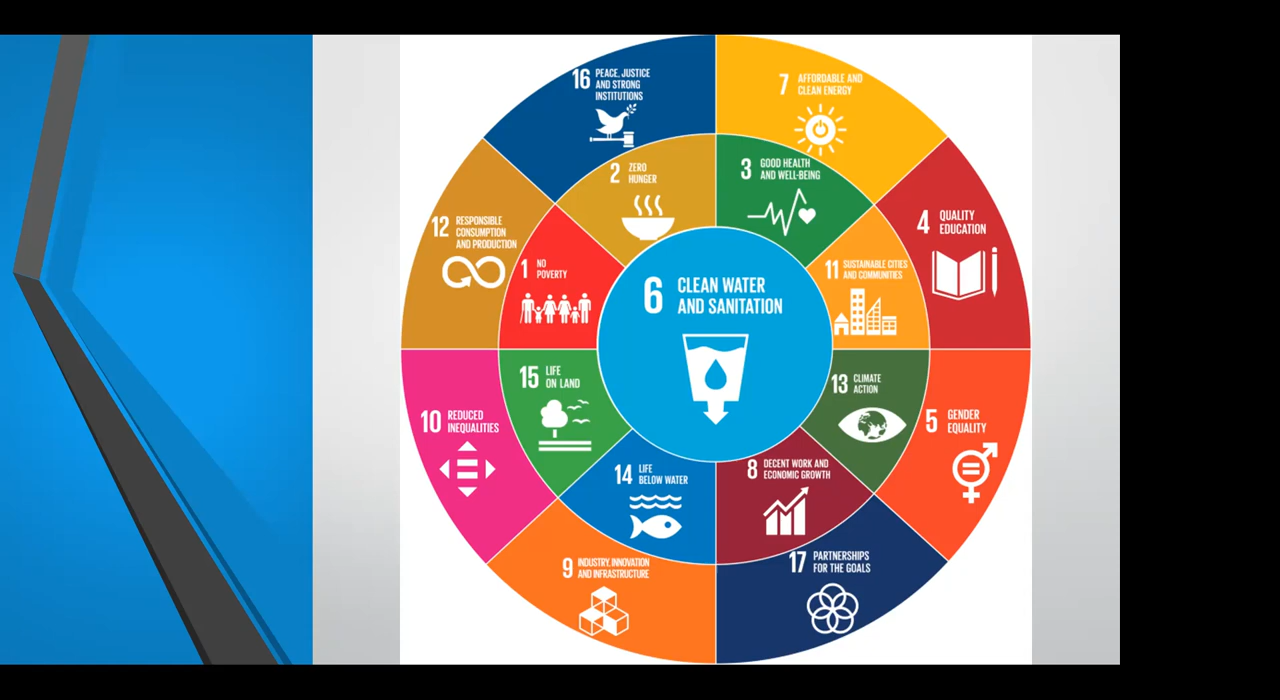 16 PEACE, JUSTICE
AND STRONG
INSTITUTIONS
7 AFFORDABLE AND
CLEAN ENERGY
2 ZERO
HUNGER
3 GOOD HEALTH
AND WELL-BEING
12 RESPONSIBLE
CONSUMPTION
AND PRODUCTION
4 QUALITY
EDUCATION
1 NO
POVERTY
11 SUSTAINABLE CITIES
AND COMMUNITIES
6 CLEAN WATER
AND SANITATION
15 LIFE
ON LAND
13 CLIMATE
ACTION
10 REDUCED
INEQUALITIES
5 GENDER
EQUALITY
14 LIFE
BELOW WATER
8 DECENT WORK AND
ECONOMIC GROWTH
9 INDUSTRY, INNOVATION
AND INFRASTRUCTURE
17 PARTNERSHIPS
FOR THE GOALS